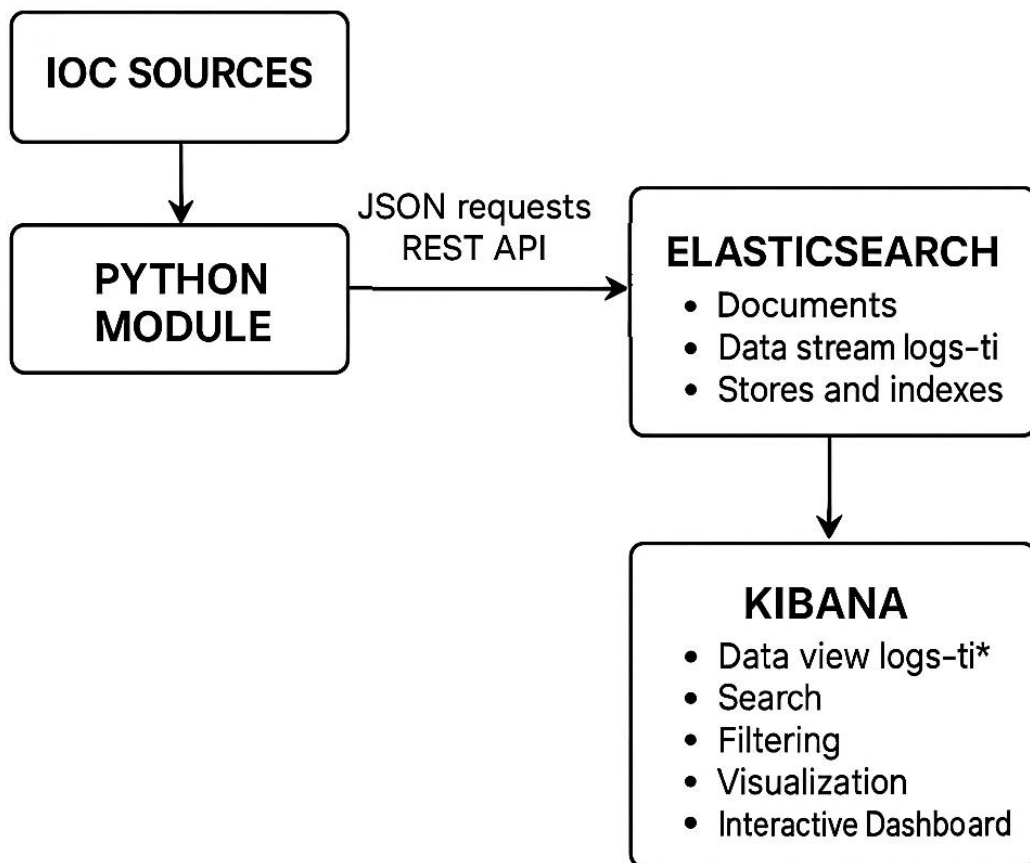 IOC SOURCES
PYTHON
MODULE
JSON requests
REST API
ELASTICSEARCH
• Documents
• Data stream logs-ti
• Stores and indexes
KIBANA
• Data view logs-ti*
• Search
• Filtering
• Visualization
• Interactive Dashboard